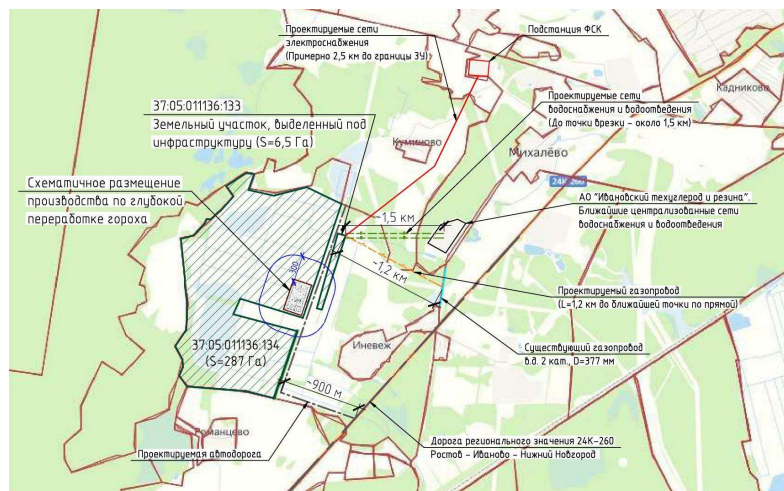 Проектируемые сети
электроснабжения
(Примерно 2,5 км до границы ЗУ)
Подстанция ФСК
Кадниково
37:05:011136:133
Земельный участок, выделенный под
инфраструктуру (S=6,5 Га)
Проектируемые сети
водоснабжения и водоотведения
(До точки врезки – около 1,5 км)
Куминово
Михалёво
24К-260
Схематичное размещение
производства по глубокой
переработке гороха
АО "Ивановский техуглерод и резина".
Ближайшие централизованные сети
водоснабжения и водоотведения
~1,5 км
~1,2 км
300
Проектируемый газопровод
(L=1,2 км до ближайшей точки по прямой)
37:05:011136:134
(S=287 Га)
Иневеж
Существующий газопровод
в.д. 2 кат., D=377 мм
~900 м
Романцево
Проектируемая автодорога
Дорога регионального значения 24К-260
Ростов – Иваново – Нижний Новгород